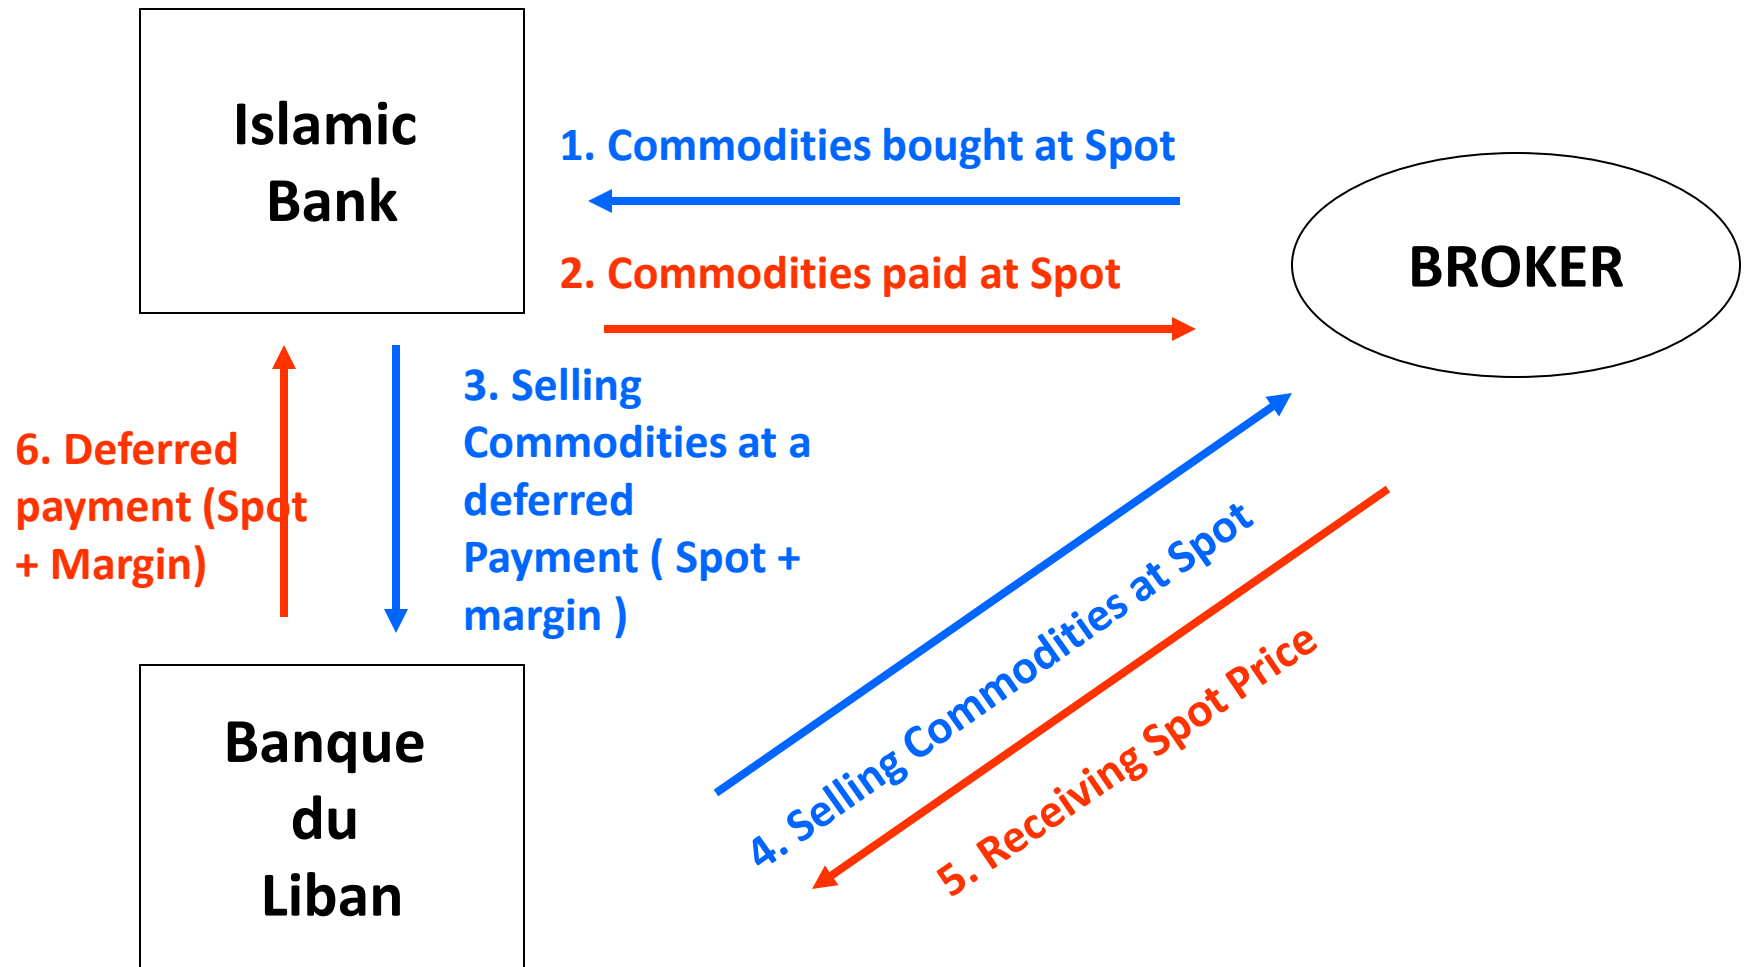 Islamic
Bank
1. Commodities bought at Spot
2. Commodities paid at Spot
BROKER
3. Selling
Commodities at a
deferred
Payment ( Spot +
margin )
6. Deferred
payment (Spot
+ Margin)
4. Selling Commodities at Spot
5. Receiving Spot Price
Banque
du
Liban